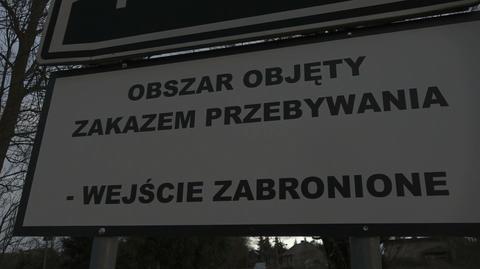 OBSZAR OBJĘTY
ZAKAZEM PRZEBYWANIA
- WEJŚCIE ZABRONIONE